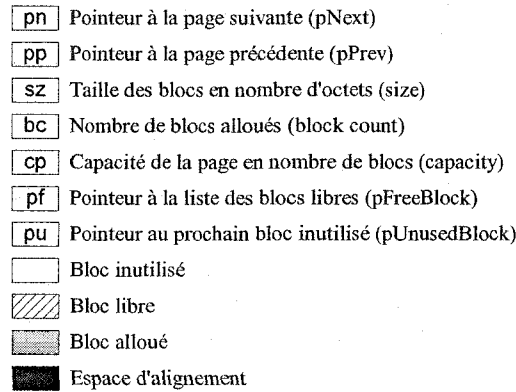 pn Pointeur à la page suivante (pNext)
pp Pointeur à la page précédente (pPrev)
sz Taille des blocs en nombre d'octets (size)
bc Nombre de blocs alloués (block count)
cp Capacité de la page en nombre de blocs (capacity)
pf Pointeur à la liste des blocs libres (pFreeBlock)
pu Pointeur au prochain bloc inutilisé (pUnusedBlock)
Bloc inutilisé
Bloc libre
Bloc alloué
Espace d'alignement